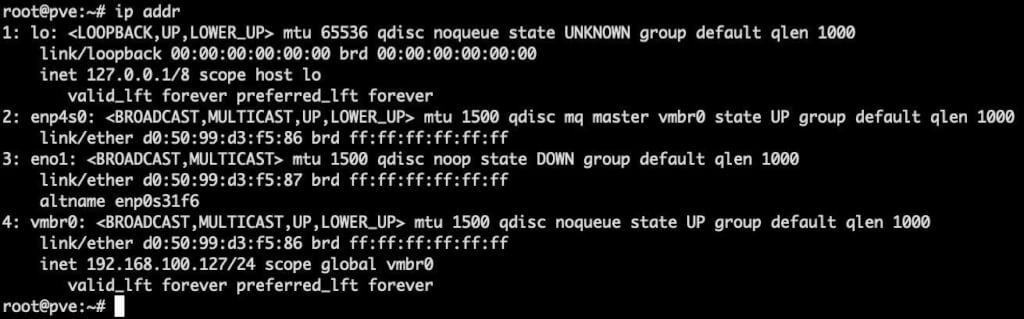 root@pve:~# ip addr
1: lo: <LOOPBACK,UP,LOWER_UP> mtu 65536 qdisc noqueue state UNKNOWN group default qlen 1000
    link/loopback 00:00:00:00:00:00 brd 00:00:00:00:00:00
    inet 127.0.0.1/8 scope host lo
       valid_lft forever preferred_lft forever
2: enp4s0: <BROADCAST,MULTICAST,UP,LOWER_UP> mtu 1500 qdisc mq master vmbr0 state UP group default qlen 1000
    link/ether d0:50:99:d3:f5:86 brd ff:ff:ff:ff:ff:ff
3: eno1: <BROADCAST,MULTICAST> mtu 1500 qdisc noop state DOWN group default qlen 1000
    link/ether d0:50:99:d3:f5:87 brd ff:ff:ff:ff:ff:ff
    altname enp0s31f6
4: vmbr0: <BROADCAST,MULTICAST,UP,LOWER_UP> mtu 1500 qdisc noqueue state UP group default qlen 1000
    link/ether d0:50:99:d3:f5:86 brd ff:ff:ff:ff:ff:ff
    inet 192.168.100.127/24 scope global vmbr0
       valid_lft forever preferred_lft forever
root@pve:~#